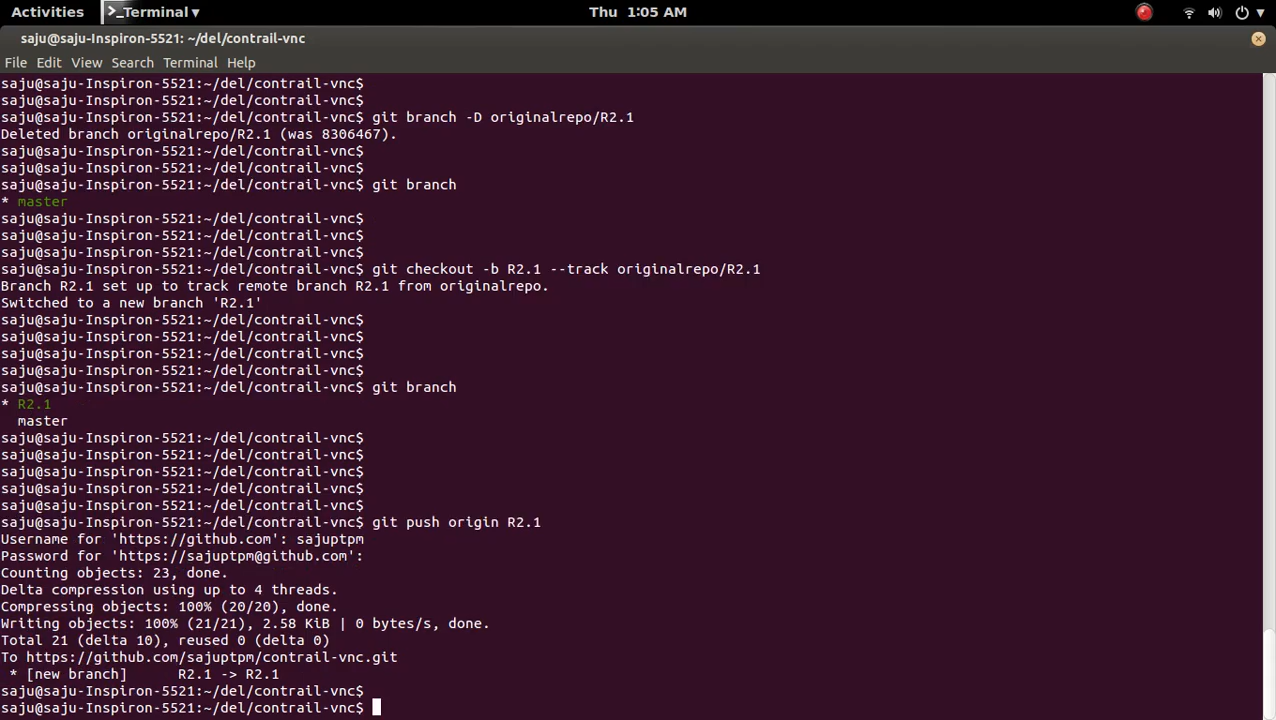 Activities
Terminal
Thu 1:05 AM
saju@saju-Inspiron-5521: ~/del/contrail-vnc
File Edit View Search Terminal Help
saju@saju-Inspiron-5521:~/del/contrail-vnc$
saju@saju-Inspiron-5521:~/del/contrail-vnc$
saju@saju-Inspiron-5521:~/del/contrail-vnc$ git branch -D originalrepo/R2.1
Deleted branch originalrepo/R2.1 (was 8306467).
saju@saju-Inspiron-5521:~/del/contrail-vnc$
saju@saju-Inspiron-5521:~/del/contrail-vnc$
saju@saju-Inspiron-5521:~/del/contrail-vnc$ git branch
* master
saju@saju-Inspiron-5521:~/del/contrail-vnc$
saju@saju-Inspiron-5521:~/del/contrail-vnc$
saju@saju-Inspiron-5521:~/del/contrail-vnc$
saju@saju-Inspiron-5521:~/del/contrail-vnc$ git checkout -b R2.1 --track originalrepo/R2.1
Branch R2.1 set up to track remote branch R2.1 from originalrepo.
Switched to a new branch 'R2.1'
saju@saju-Inspiron-5521:~/del/contrail-vnc$
saju@saju-Inspiron-5521:~/del/contrail-vnc$
saju@saju-Inspiron-5521:~/del/contrail-vnc$
saju@saju-Inspiron-5521:~/del/contrail-vnc$
saju@saju-Inspiron-5521:~/del/contrail-vnc$ git branch
* R2.1
  master
saju@saju-Inspiron-5521:~/del/contrail-vnc$
saju@saju-Inspiron-5521:~/del/contrail-vnc$
saju@saju-Inspiron-5521:~/del/contrail-vnc$
saju@saju-Inspiron-5521:~/del/contrail-vnc$
saju@saju-Inspiron-5521:~/del/contrail-vnc$
saju@saju-Inspiron-5521:~/del/contrail-vnc$ git push origin R2.1
Username for 'https://github.com': sajuptpm
Password for 'https://sajuptpm@github.com':
Counting objects: 23, done.
Delta compression using up to 4 threads.
Compressing objects: 100% (20/20), done.
Writing objects: 100% (21/21), 2.58 KiB | 0 bytes/s, done.
Total 21 (delta 10), reused 0 (delta 0)
To https://github.com/sajuptpm/contrail-vnc.git
 * [new branch]      R2.1 -> R2.1
saju@saju-Inspiron-5521:~/del/contrail-vnc$
saju@saju-Inspiron-5521:~/del/contrail-vnc$